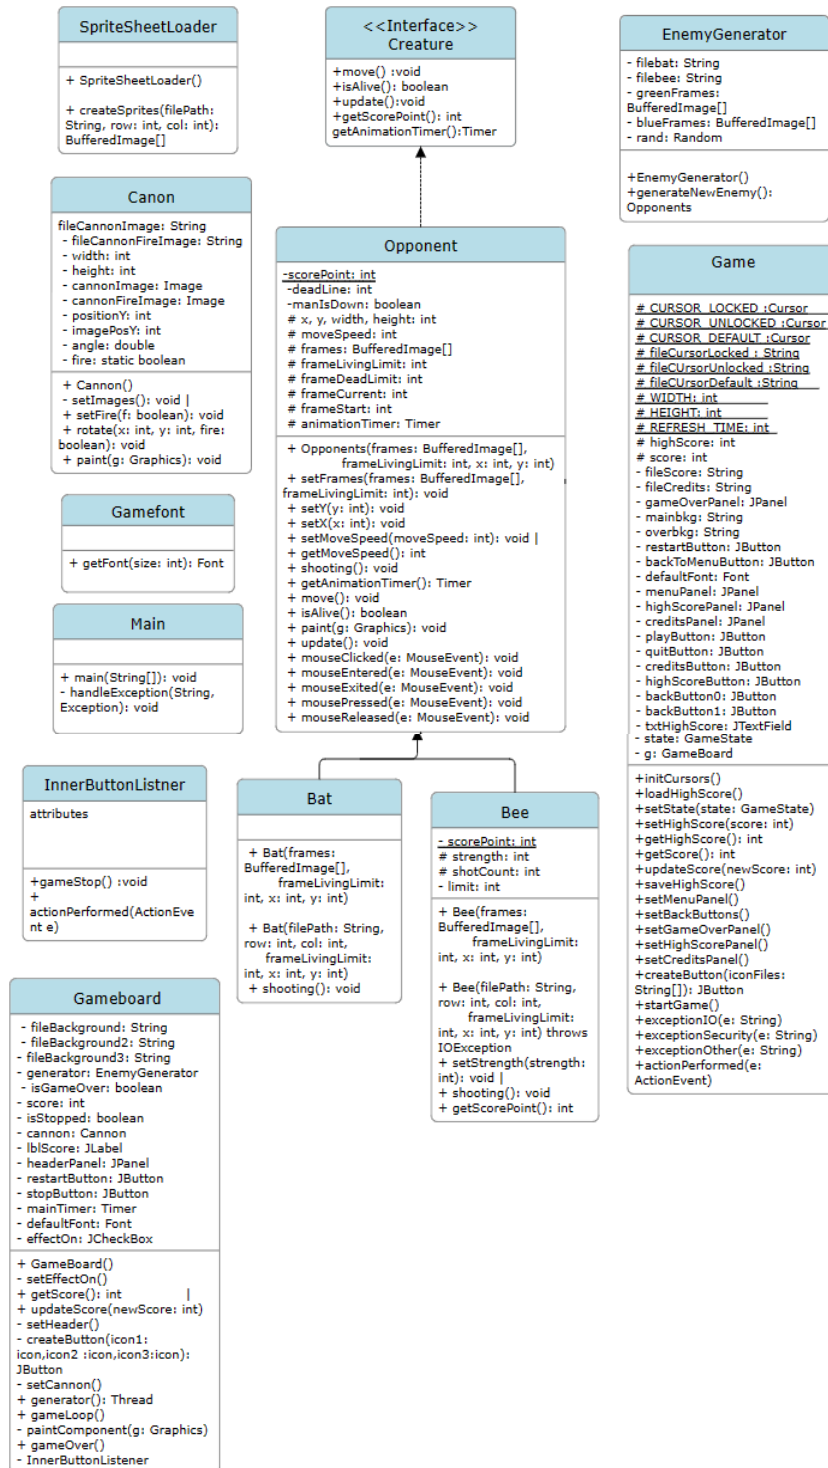 SpriteSheetLoader
+ SpriteSheetLoader()
+ createSprites(filePath:
String, row: int, col: int):
BufferedImage[]
<<Interface>>
Creature
+move() :void
+isAlive(): boolean
+update():void
+getScorePoint(): int
getAnimationTimer():Timer
EnemyGenerator
- filebat: String
- filebee: String
- greenFrames:
BufferedImage[]
- blueFrames: BufferedImage[]
- rand: Random
+EnemyGenerator()
+generateNewEnemy():
Opponents
Canon
fileCannonImage: String
- fileCannonFireImage: String
- width: int
- height: int
- cannonImage: Image
- cannonFireImage: Image
- positionY: int
- imagePosY: int
- angle: double
- fire: static boolean
+ Cannon()
- setImages(): void |
+ setFire(f: boolean): void
+ rotate(x: int, y: int, fire:
boolean): void
+ paint(g: Graphics): void
Opponent
-scorePoint: int
-deadLine: int
-manIsDown: boolean
# x, y, width, height: int
# moveSpeed: int
# frames: BufferedImage[]
# frameLivingLimit: int
# frameDeadLimit: int
# frameCurrent: int
# frameStart: int
# animationTimer: Timer
+ Opponents(frames: BufferedImage[],
frameLivingLimit: int, x: int, y: int)
+ setFrames(frames: BufferedImage[],
frameLivingLimit: int): void
+ setY(y: int): void
+ setX(x: int): void
+ setMoveSpeed(moveSpeed: int): void |
+ getMoveSpeed(): int
+ shooting(): void
+ getAnimationTimer(): Timer
+ move(): void
+ isAlive(): boolean
+ paint(g: Graphics): void
+ update(): void
+ mouseClicked(e: MouseEvent): void
+ mouseEntered(e: MouseEvent): void
+ mouseExited(e: MouseEvent): void
+ mousePressed(e: MouseEvent): void
+ mouseReleased(e: MouseEvent): void
Game
# CURSOR_LOCKED :Cursor
# CURSOR_UNLOCKED :Cursor
# CURSOR_DEFAULT :Cursor
# fileCursorLocked : String
# fileCUrsorUnlocked :String
# fileCUrsorDefault :String
# WIDTH: int
# HEIGHT: int
# REFRESH_TIME: int
# highScore: int
# score: int
- fileScore: String
- fileCredits: String
- gameOverPanel: JPanel
- mainbkg: String
- overbkg: String
- restartButton: JButton
- backToMenuButton: JButton
- defaultFont: Font
- menuPanel: JPanel
- highScorePanel: JPanel
- creditsPanel: JPanel
- playButton: JButton
- quitButton: JButton
- creditsButton: JButton
- highScoreButton: JButton
- backButton0: JButton
- backButton1: JButton
- txtHighScore: JTextField
- state: GameState
- g: GameBoard
+initCursors()
+loadHighScore()
+setState(state: GameState)
+setHighScore(score: int)
+getHighScore(): int
+getScore(): int
+updateScore(newScore: int)
+saveHighScore()
+setMenuPanel()
+setBackButtons()
+setGameOverPanel()
+setHighScorePanel()
+setCreditsPanel()
+createButton(iconFiles:
String[]): JButton
+startGame()
+exceptionIO(e: String)
+exceptionSecurity(e: String)
+exceptionOther(e: String)
+actionPerformed(e:
ActionEvent)
Gamefont
+ getFont(size: int): Font
Main
+ main(String[]): void
- handleException(String,
Exception): void
InnerButtonListner
attributes
+gameStop() :void
+
actionPerformed(ActionEve
nt e)
Bat
+ Bat(frames:
BufferedImage[],
frameLivingLimit:
int, x: int, y: int)
+ Bat(filePath: String,
row: int, col: int,
frameLivingLimit:
int, x: int, y: int)
+ shooting(): void
Bee
- scorePoint: int
# strength: int
# shotCount: int
- limit: int
+ Bee(frames:
BufferedImage[],
frameLivingLimit:
int, x: int, y: int)
+ Bee(filePath: String,
row: int, col: int,
frameLivingLimit:
int, x: int, y: int) throws
IOException
+ setStrength(strength:
int): void |
+ shooting(): void
+ getScorePoint(): int
Gameboard
- fileBackground: String
- fileBackground2: String
- fileBackground3: String
- generator: EnemyGenerator
- isGameOver: boolean
- score: int
- isStopped: boolean
- cannon: Cannon
- lblScore: JLabel
- headerPanel: JPanel
- restartButton: JButton
- stopButton: JButton
- mainTimer: Timer
- defaultFont: Font
- effectOn: JCheckBox
+ GameBoard()
- setEffectOn()
+ getScore(): int |
+ updateScore(newScore: int)
- setHeader()
- createButton(icon1:
icon,icon2 :icon,icon3:icon):
JButton
- setCannon()
+ generator(): Thread
+ gameLoop()
- paintComponent(g: Graphics)
+ gameOver()
- InnerButtonListener